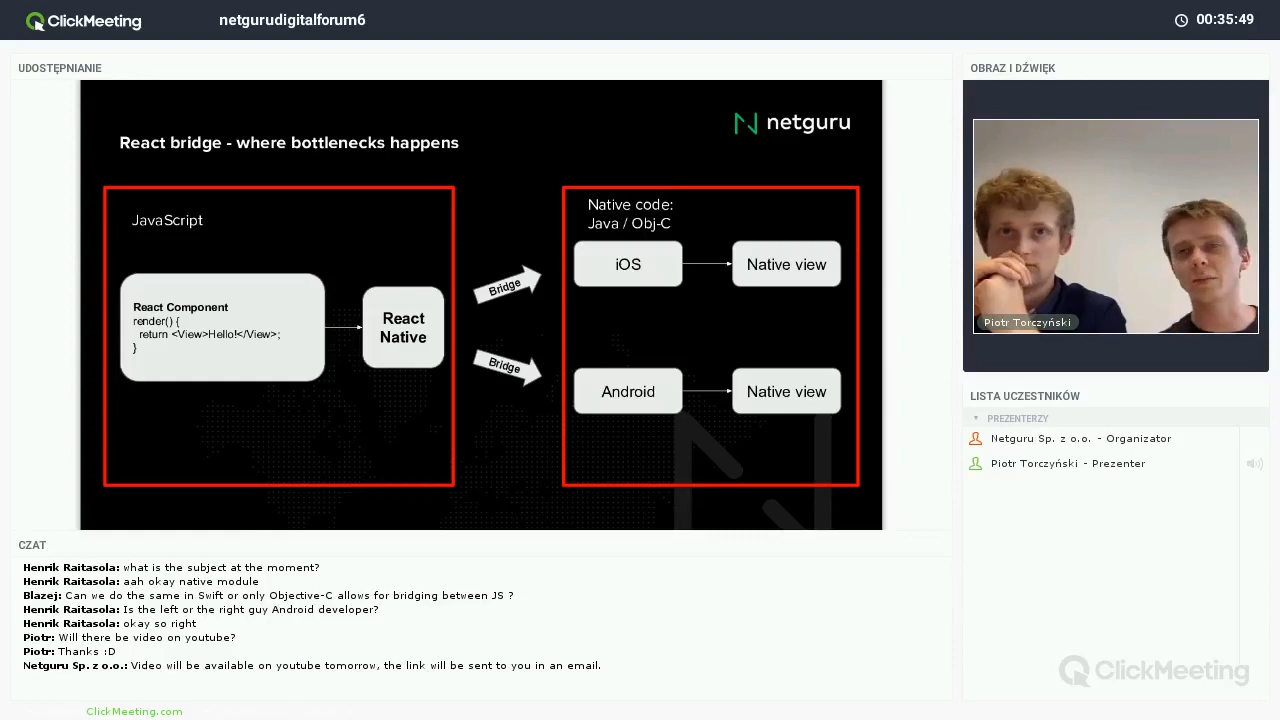 ClickMeeting
netgurudigitalforum6
00:35:49
UDOSTĘPNIANIE
netguru
React bridge - where bottlenecks happens
JavaScript
React Component
render() {
return <View>Hello!</View>;
}
React
Native
Bridge
Bridge
Native code:
Java / Obj-C
iOS
Native view
Android
Native view
CZAT
Henrik Raitasola: what is the subject at the moment?
Henrik Raitasola: aah okay native module
Blazej: Can we do the same in Swift or only Objective-C allows for bridging between JS ?
Henrik Raitasola: Is the left or the right guy Android developer?
Henrik Raitasola: okay so right
Piotr: Will there be video on youtube?
Piotr: Thanks :D
Netguru Sp. z o.o.: Video will be available on youtube tomorrow, the link will be sent to you in an email.
ClickMeeting.com
OBRAZ I DŹWIĘK
Piotr Torczyński
LISTA UCZESTNIKÓW
PREZENTERZY
Netguru Sp. z o.o. - Organizator
Piotr Torczyński - Prezenter
ClickMeeting